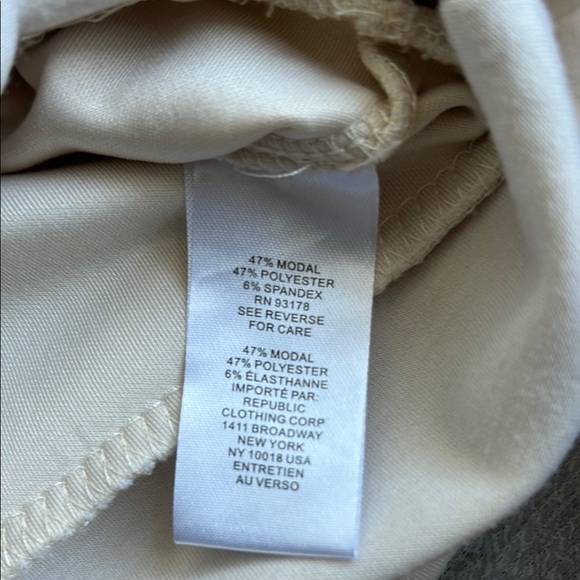 47% MODAL
47% POLYESTER
6% SPANDEX
RN 93178
SEE REVERSE
FOR CARE
47% MODAL
47% POLYESTER
6% ÉLASTHANNE
IMPORTÉ PAR:
REPUBLIC
CLOTHING CORP
1411 BROADWAY
NEW YORK
NY 10018 USA
ENTRETIEN
AU VERSO